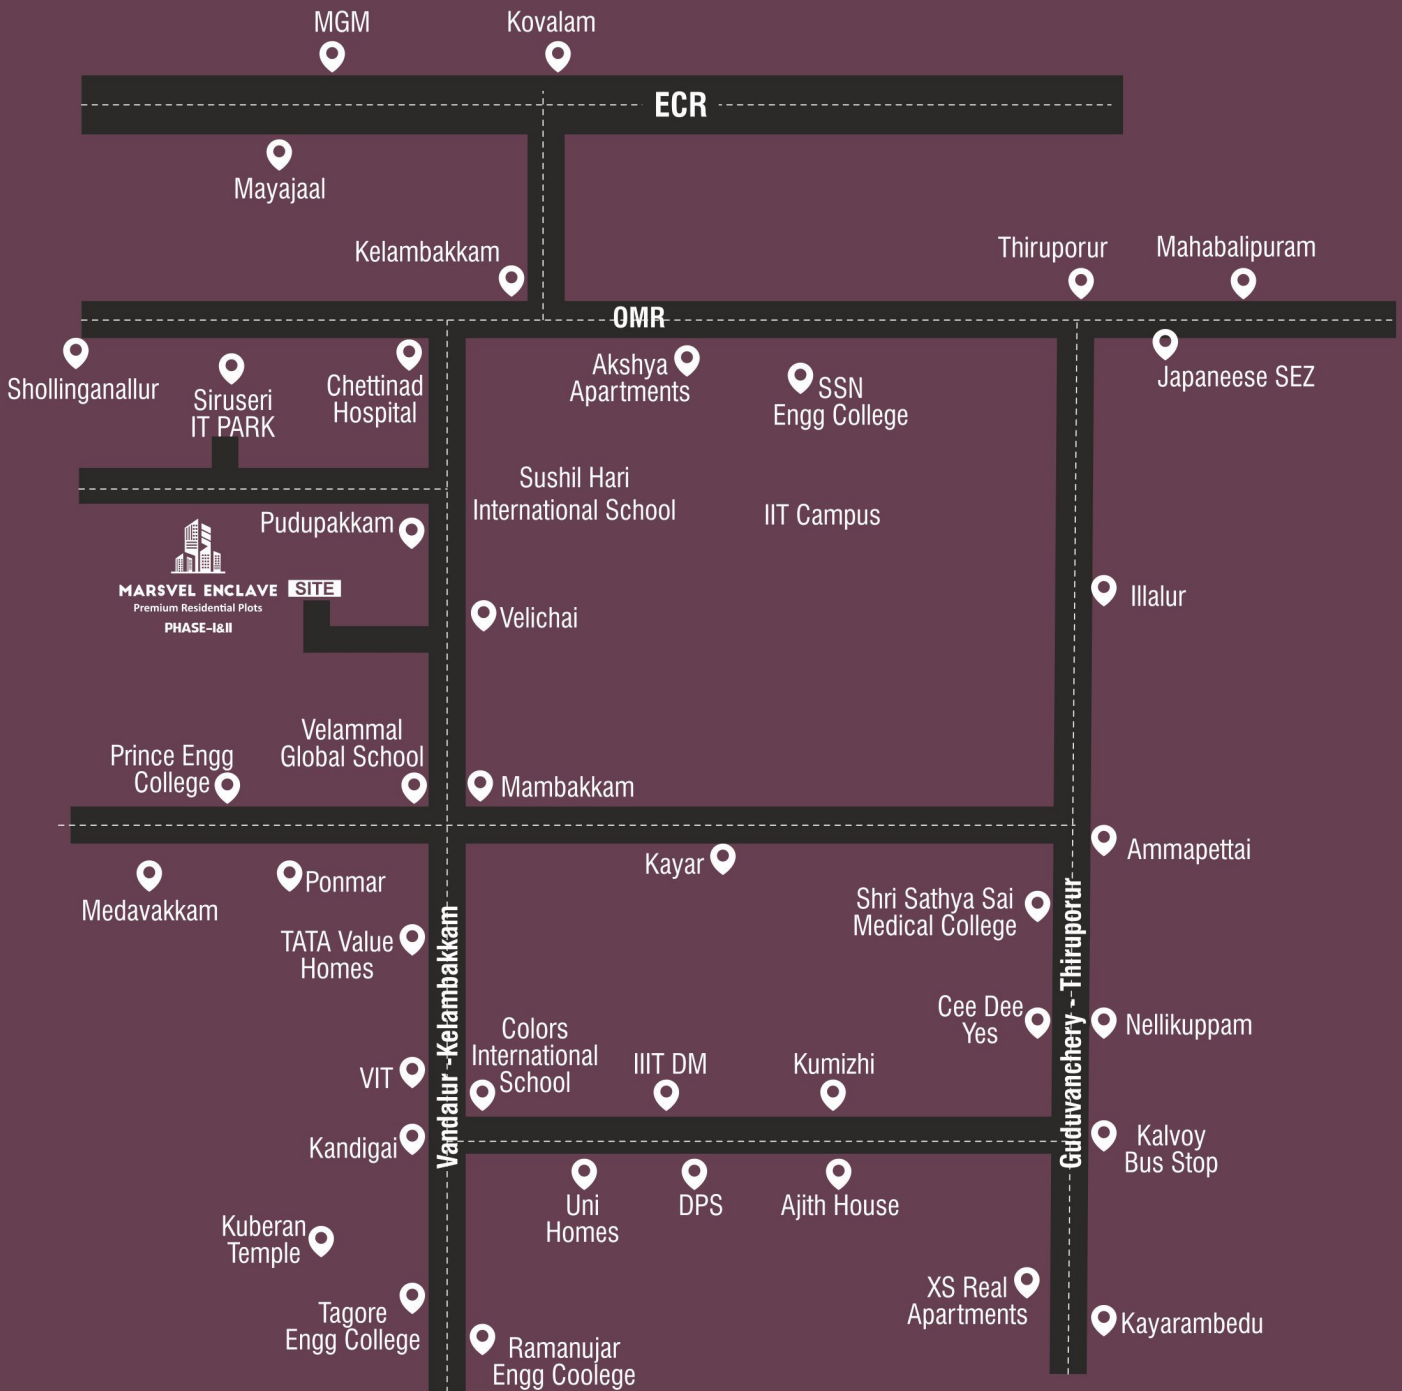 MGM
Kovalam
ECR
Mayajaal
Kelambakkam
Thiruporur
Mahabalipuram
OMR
Shollinganallur
Siruseri
IT PARK
Chettinad
Hospital
Akshya
Apartments
SSN
Engg College
Japaneese SEZ
Sushil Hari
International School
IIT Campus
Pudupakkam
MARSVEL ENCLAVE
SITE
Premium Residential Plots
PHASE-I&II
Velichai
Illalur
Prince Engg
College
Velammal
Global School
Mambakkam
Medavakkam
Ponmar
Kayar
Ammapettai
TATA Value
Homes
Vandalur -Kelambakkam
Shri Sathya Sai
Medical College
Guduvanchery - Thiruporur
Cee Dee
Yes
Nellikuppam
VIT
Colors
International
School
IIIT DM
Kumizhi
Kandigai
Kalvoy
Bus Stop
Uni
Homes
DPS
Ajith House
Kuberan
Temple
Tagore
Engg College
Ramanujar
Engg Coolege
XS Real
Apartments
Kayarambedu